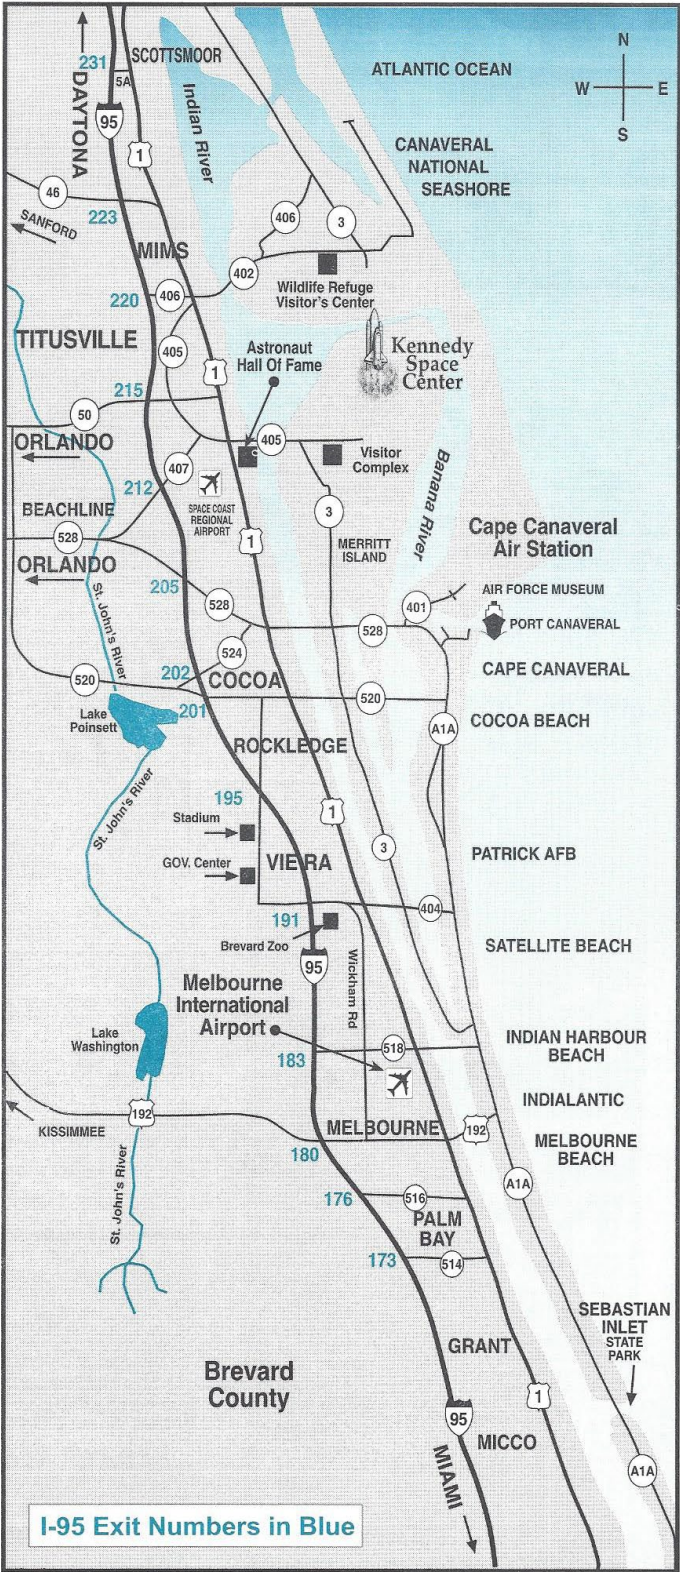 N
W
E
S
231
SCOTTSMOOR
5A
ATLANTIC OCEAN
DAYTONA
95
1
Indian River
CANAVERAL
NATIONAL
SEASHORE
46
SANFORD
223
406
3
MIMS
402
Wildlife Refuge
Visitor's Center
220
406
TITUSVILLE
405
Astronaut
Hall Of Fame
Kennedy
Space
Center
1
215
50
ORLANDO
405
Visitor
Complex
407
212
SPACE COAST
REGIONAL
AIRPORT
BEACHLINE
528
ORLANDO
3
MERRITT
ISLAND
Banana River
1
Cape Canaveral
Air Station
205
St. John's River
528
401
AIR FORCE MUSEUM
PORT CANAVERAL
528
524
202
COCOA
520
CAPE CANAVERAL
201
520
Lake
Poinsett
A1A
COCOA BEACH
ROCKLEDGE
St. John's River
195
1
Stadium
3
GOV. Center
VIERA
PATRICK AFB
404
191
Brevard Zoo
SATELLITE BEACH
95
Wickham Rd
Melbourne
International
Airport
Lake
Washington
183
518
INDIAN HARBOUR
BEACH
192
KISSIMMEE
MELBOURNE
192
INDIALANTIC
180
MELBOURNE
BEACH
St. John's River
176
516
A1A
PALM
BAY
173
514
SEBASTIAN
INLET
STATE
PARK
GRANT
Brevard
County
1
95
MICCO
MIAMI
A1A
I-95 Exit Numbers in Blue